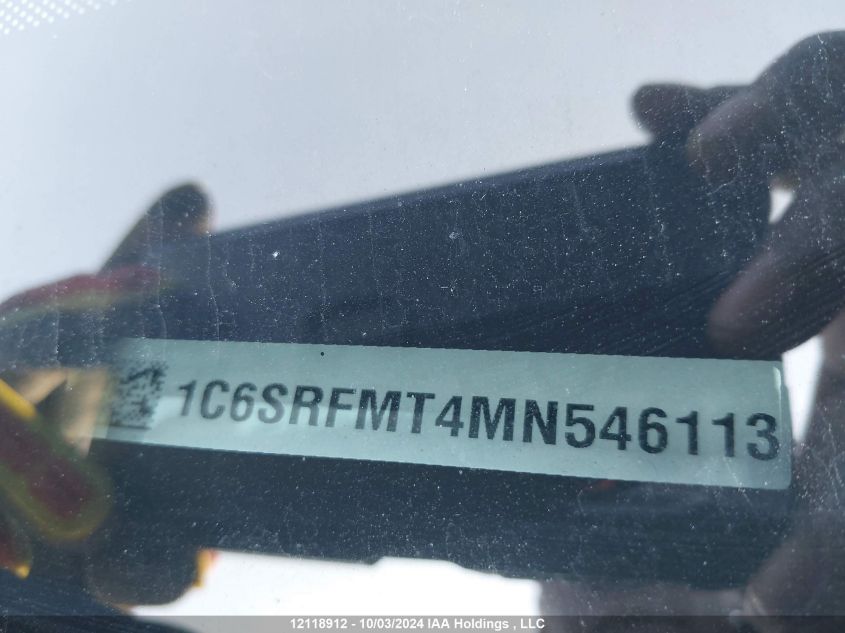 1C6SRFMT4MN546113
12118912 - 10/03/2024 IAA Holdings , LLC